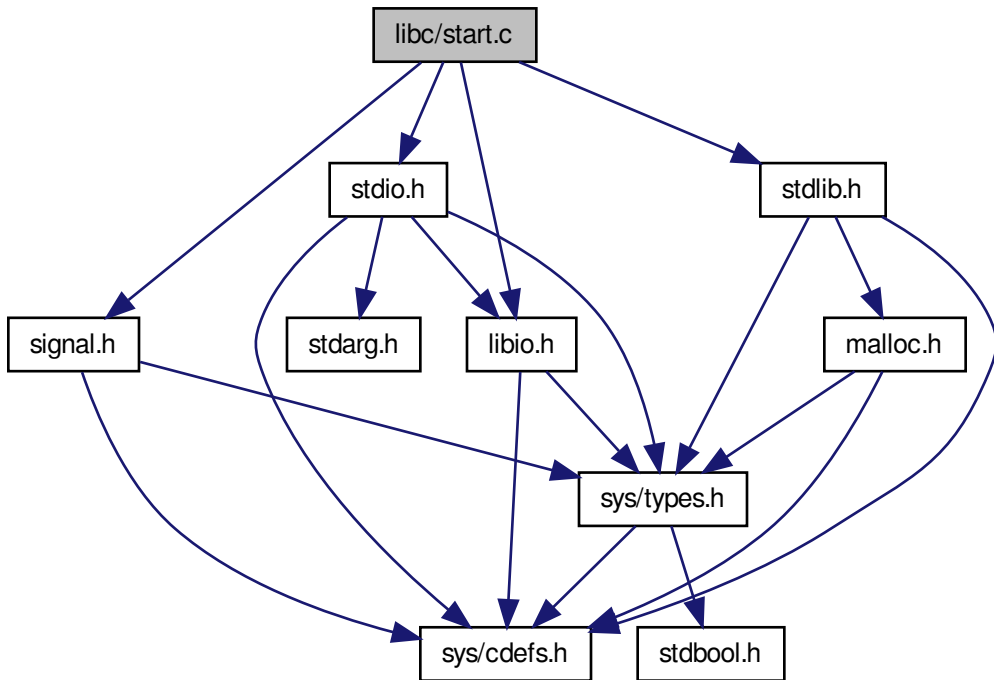 libc/start.c
stdio.h
stdlib.h
signal.h
stdarg.h
libio.h
malloc.h
sys/types.h
sys/cdefs.h
stdbool.h